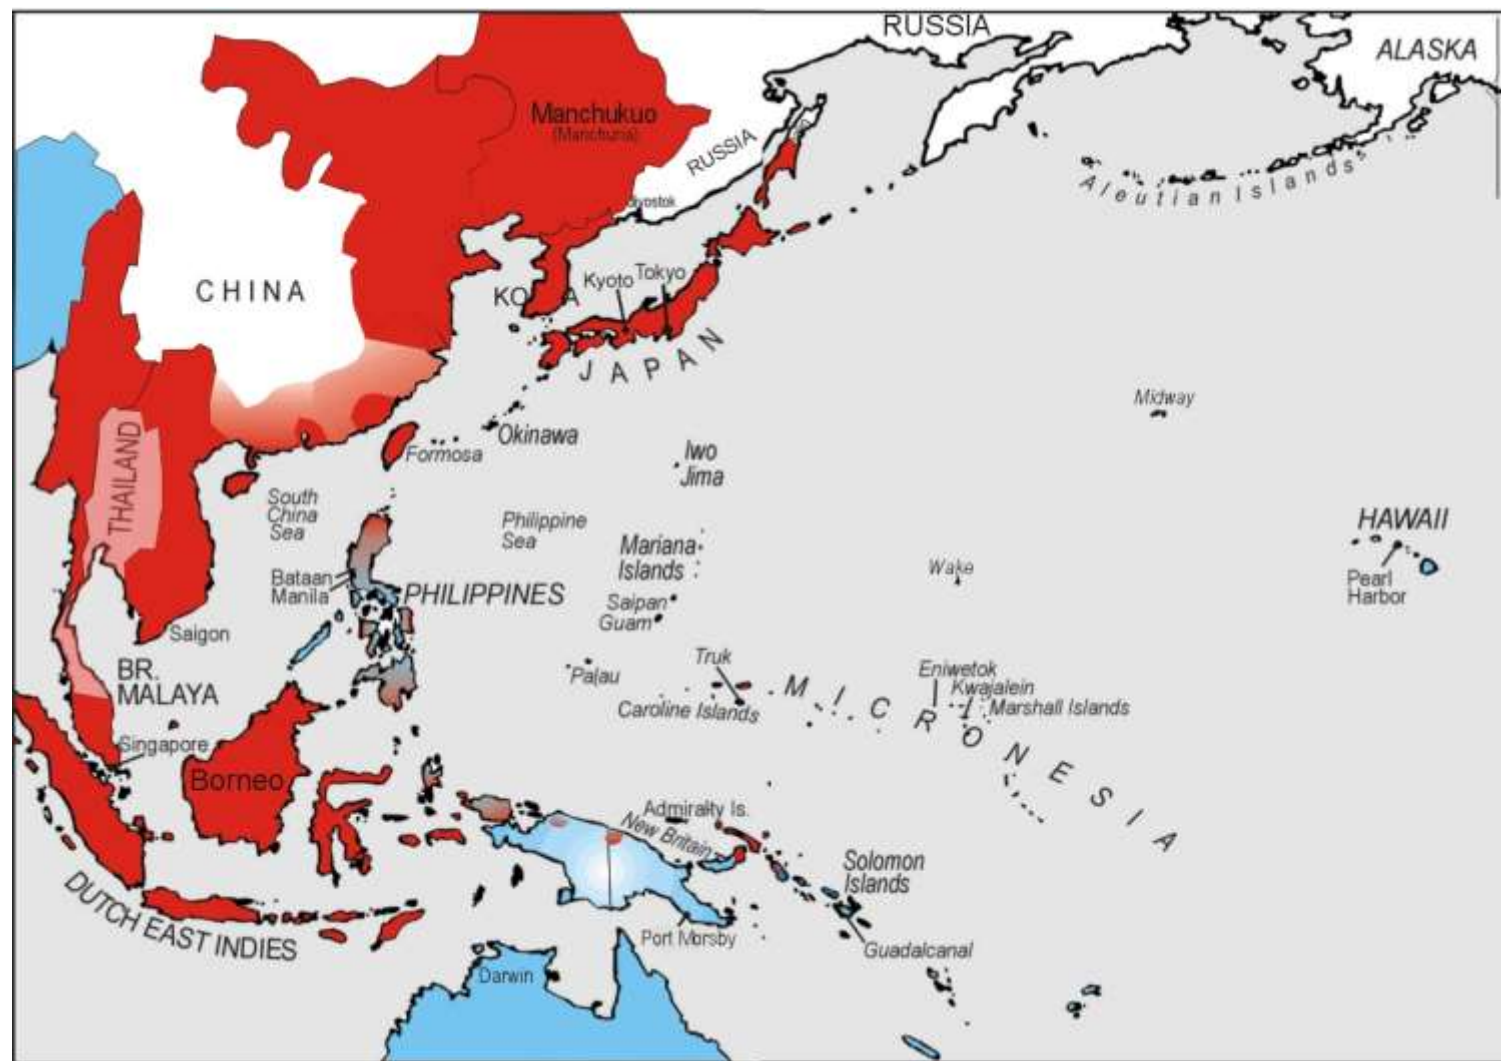 RUSSIA
ALASKA
Manchukuo
(Manchuria)
RUSSIA
Aleutian Islands
CHINA
Kyoto
Tokyo
JAPAN
Midway
Okinawa
Formosa
Iwo
Jima
THAILAND
South
China
Sea
Philippine
Sea
HAWAII
Mariana
Islands
Wake
Bataan
Manila
PHILIPPINES
Pearl
Harbor
Saipan
Guam
Saigon
BR.
MALAYA
Palau
Truk
Eniwetok
Kwajalein
Marshall Islands
Caroline Islands
MICRONESIA
Singapore
Borneo
Admiralty Is.
New Britain
Solomon
Islands
DUTCH EAST INDIES
Port Morsby
Guadalcanal
Darwin